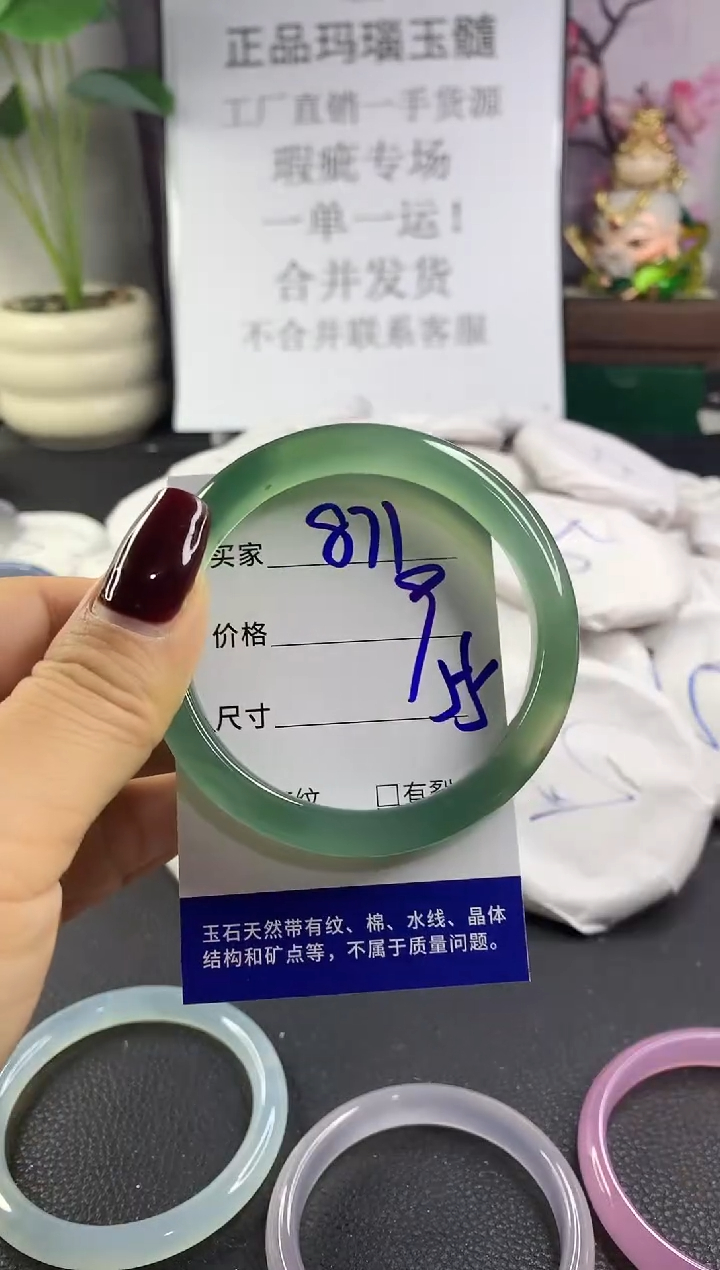 正品玛瑙玉髓
工厂直销一手货源
瑕疵专场
一单一运！
合并发货
不合并联系客服
买家 871
价格
尺寸
纹 □有裂
玉石天然带有纹、棉、水线、晶体
结构和矿点等，不属于质量问题。